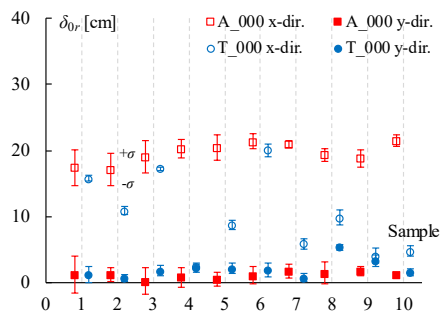 40
δ0r [cm]
A_000 x-dir.
A_000 y-dir.
T_000 x-dir.
T_000 y-dir.
30
20
+σ
-σ
10
Sample
0
0 1 2 3 4 5 6 7 8 9 10